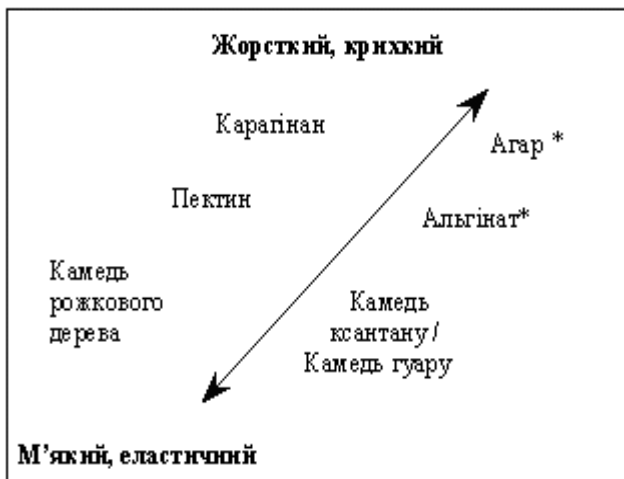 Жорсткий, крихкий
Карагінан
Агар *
Пектин
Альгінат*
Камедь
рожкового
дерева
Камедь
ксантану /
Камедь гуару
М’який, еластичний